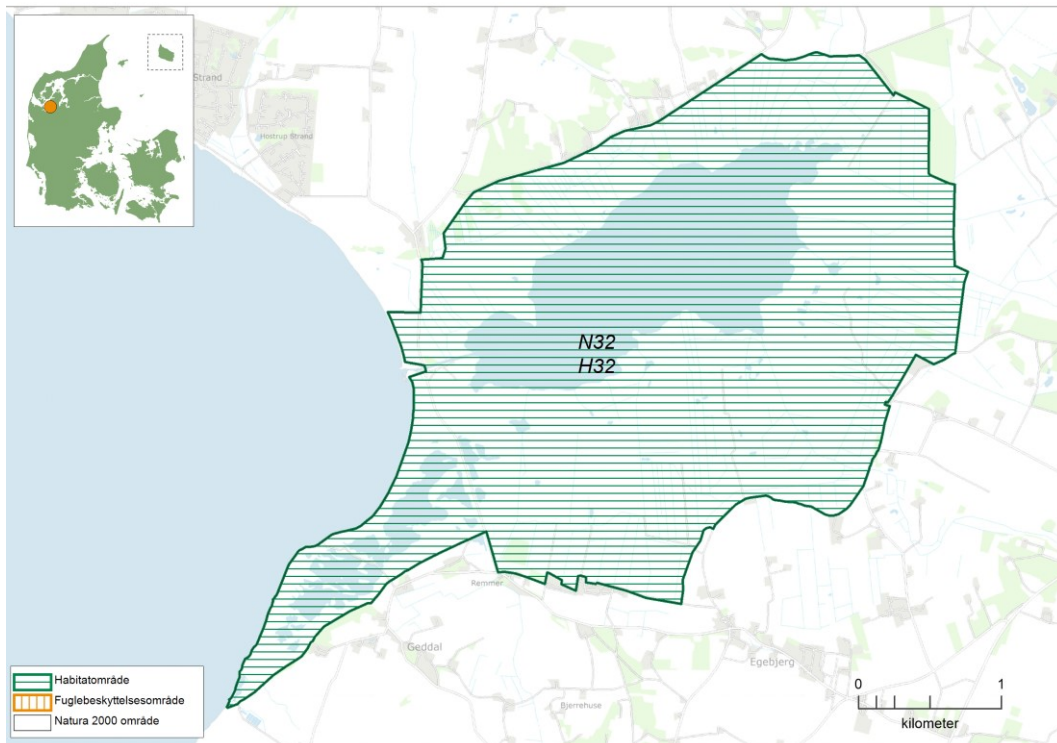 Strand
Hostrup Strand
N32
H32
Remmer
Geddal
Egebjerg
Bjerrehuse
Habitatområde
Fuglebeskyttelsesområde
Natura 2000 område
0 1
kilometer